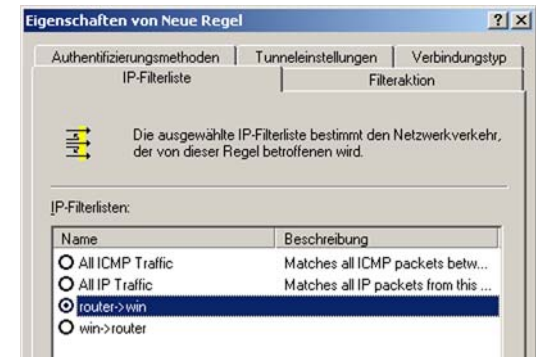 Eigenschaften von Neue Regel
Authentifizierungsmethoden Tunneleinstellungen Verbindungstyp
IP-Filterliste Filteraktion
Die ausgewählte IP-Filterliste bestimmt den Netzwerkverkehr,
der von dieser Regel betroffenen wird.
IP-Filterlisten:
Name Beschreibung
All ICMP Traffic Matches all ICMP packets betw...
All IP Traffic Matches all IP packets from this ...
router->win
win->router